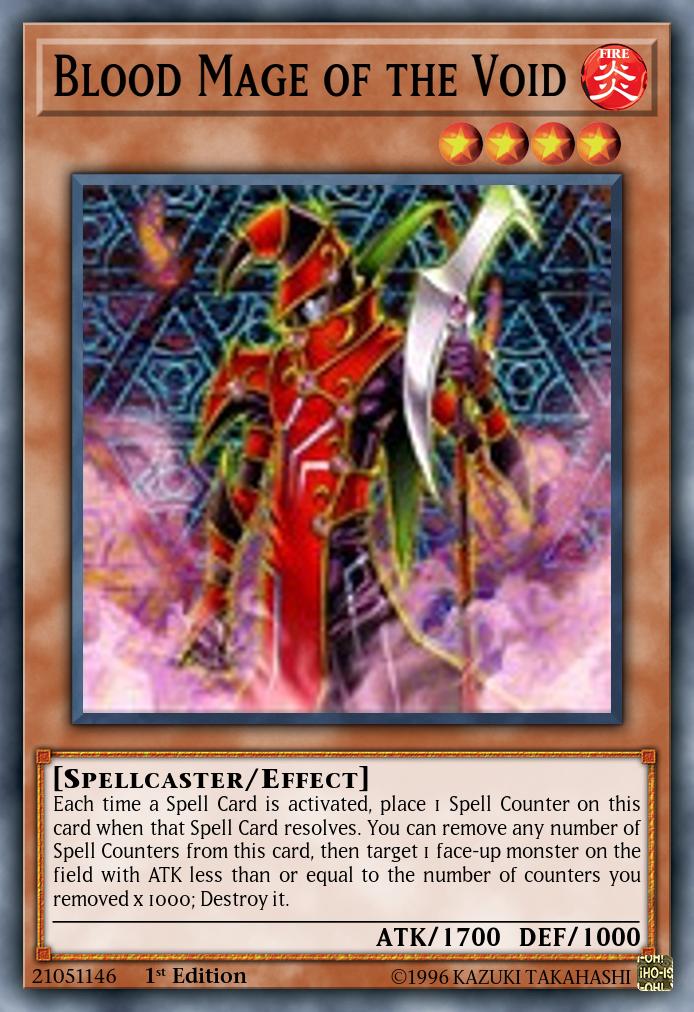 Blood Mage of the Void
FIRE
炎
[Spellcaster/Effect]
Each time a Spell Card is activated, place 1 Spell Counter on this
card when that Spell Card resolves. You can remove any number of
Spell Counters from this card, then target 1 face-up monster on the
field with ATK less than or equal to the number of counters you
removed x 1000; Destroy it.
ATK/1700 DEF/1000
21051146 1st Edition ©1996 KAZUKI TAKAHASHI